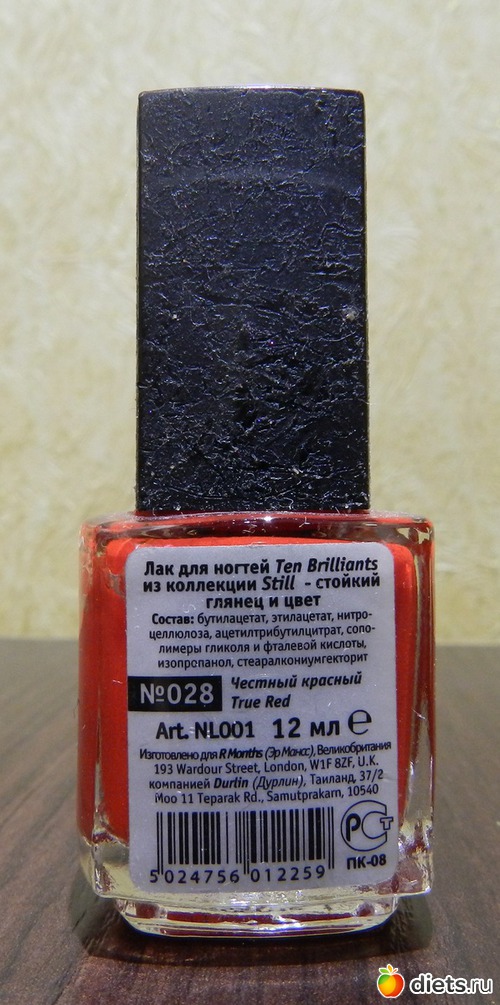 Лак для ногтей Ten Brilliants
из коллекции Still - стойкий
глянец и цвет
Состав: бутилацетат, этилацетат, нитро-
целлюлоза, ацетилтрибутилцитрат, сопо-
лимеры гликоля и фталевой кислоты,
изопропанол, стеаралкониумгекторит
№028
Честный красный
True Red
Art. NL001 12 мл е
Изготовлено для R Months (Эр Манс), Великобритания
193 Wardour Street, London, W1F 8ZF, U.K.
компанией Durlin (Дурлин), Таиланд, 37/2
Moo 11 Teparak Rd., Samutprakarn, 10540
РСТ
ПК-08
5 024756 012259
diets.ru